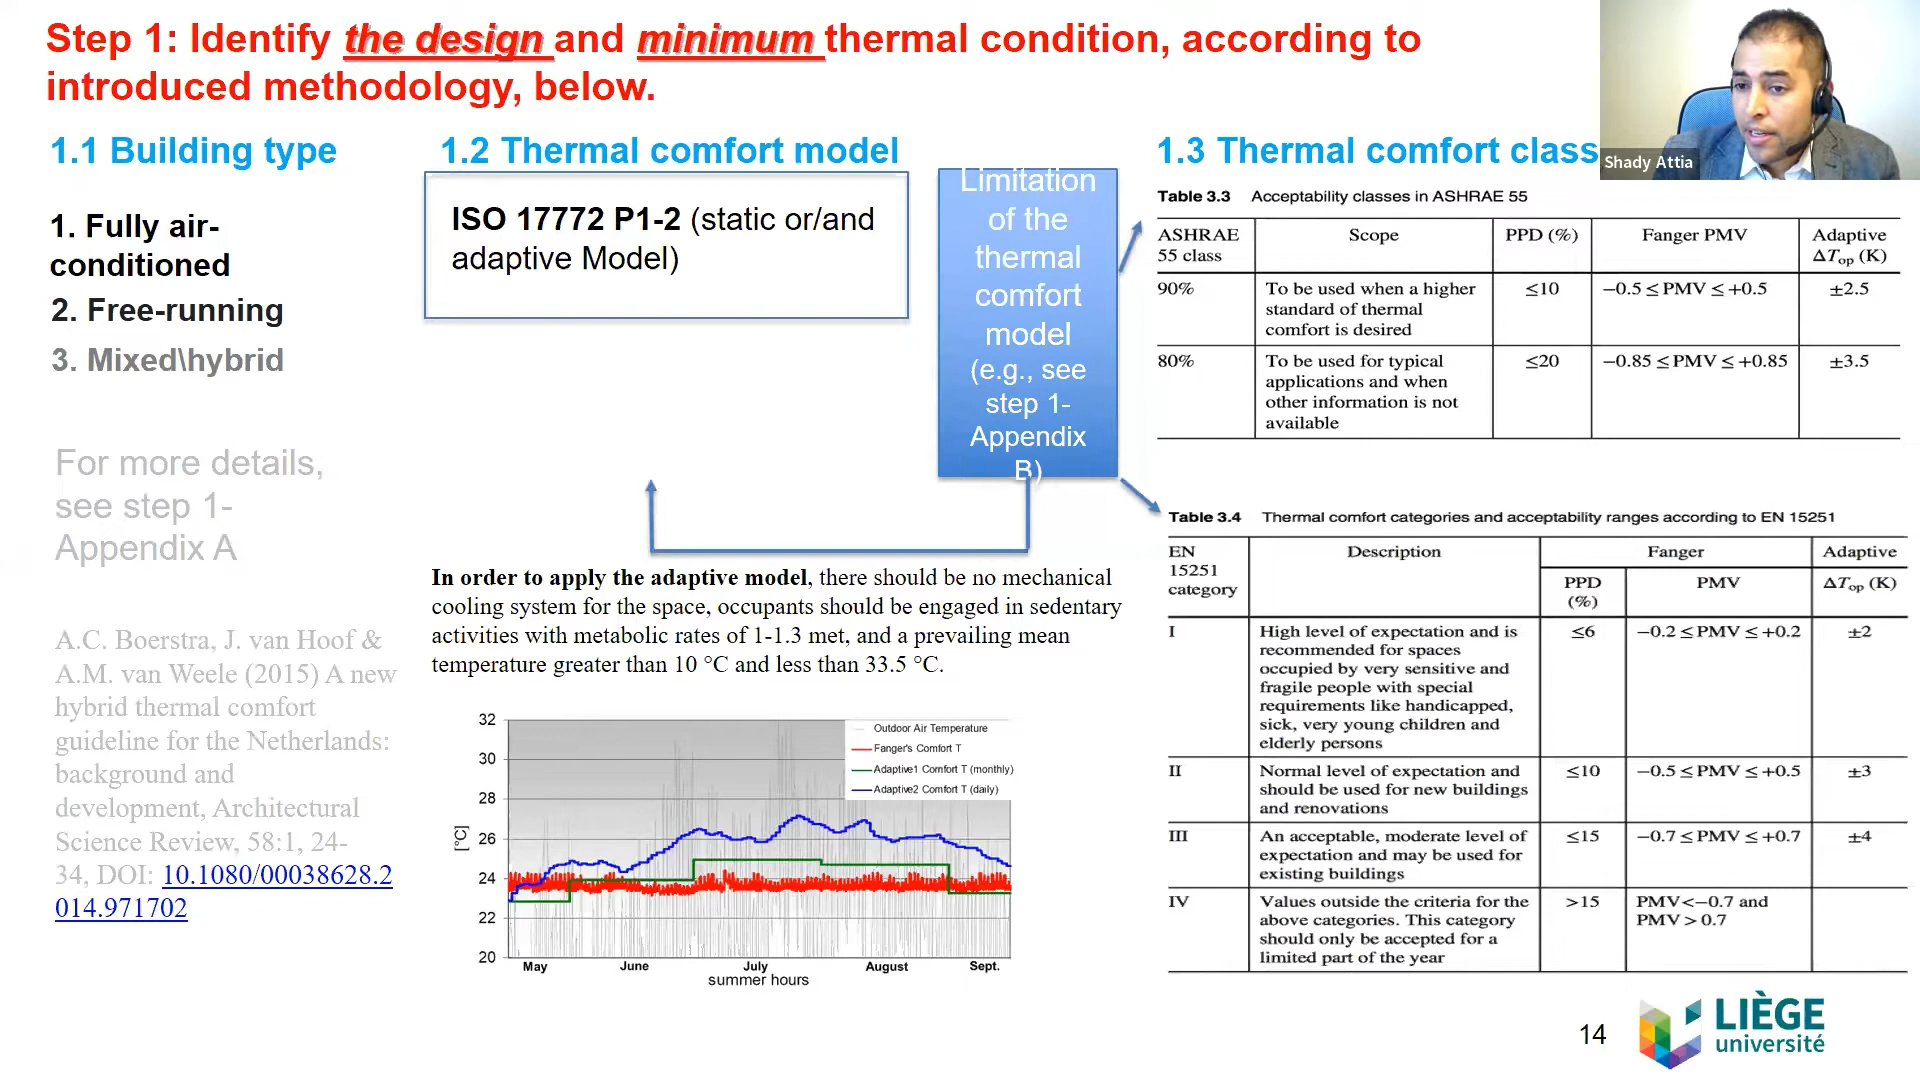 Step 1: Identify the design and minimum thermal condition, according to
introduced methodology, below.
Shady Attia
1.1 Building type
1. Fully air-
conditioned
2. Free-running
3. Mixed\hybrid
For more details,
see step 1-
Appendix A
A.C. Boerstra, J. van Hoof &
A.M. van Weele (2015) A new
hybrid thermal comfort
guideline for the Netherlands:
background and
development, Architectural
Science Review, 58:1, 24-
34, DOI: 10.1080/00038628.2
014.971702
1.2 Thermal comfort model
ISO 17772 P1-2 (static or/and
adaptive Model)
Limitation
of the
thermal
comfort
model
(e.g., see
step 1-
Appendix
B)
In order to apply the adaptive model, there should be no mechanical
cooling system for the space, occupants should be engaged in sedentary
activities with metabolic rates of 1-1.3 met, and a prevailing mean
temperature greater than 10 °C and less than 33.5 °C.
32
30
28
26
24
22
20
[°C]
Outdoor Air Temperature
Fanger's Comfort T
Adaptive1 Comfort T (monthly)
Adaptive2 Comfort T (daily)
May June July August Sept.
summer hours
1.3 Thermal comfort class
Table 3.3 Acceptability classes in ASHRAE 55
ASHRAE Scope PPD (%) Fanger PMV Adaptive
55 class ΔTop (K)
90% To be used when a higher ≤10 −0.5 ≤ PMV ≤ +0.5 ±2.5
standard of thermal
comfort is desired
80% To be used for typical ≤20 −0.85 ≤ PMV ≤ +0.85 ±3.5
applications and when
other information is not
available
Table 3.4 Thermal comfort categories and acceptability ranges according to EN 15251
EN Description Fanger Adaptive
15251
category PPD PMV ΔTop (K)
(%)
I High level of expectation and is ≤6 −0.2 ≤ PMV ≤ +0.2 ±2
recommended for spaces
occupied by very sensitive and
fragile people with special
requirements like handicapped,
sick, very young children and
elderly persons
II Normal level of expectation and ≤10 −0.5 ≤ PMV ≤ +0.5 ±3
should be used for new buildings
and renovations
III An acceptable, moderate level of ≤15 −0.7 ≤ PMV ≤ +0.7 ±4
expectation and may be used for
existing buildings
IV Values outside the criteria for the >15 PMV<−0.7 and
above categories. This category PMV > 0.7
should only be accepted for a
limited part of the year
14
LIÈGE
université